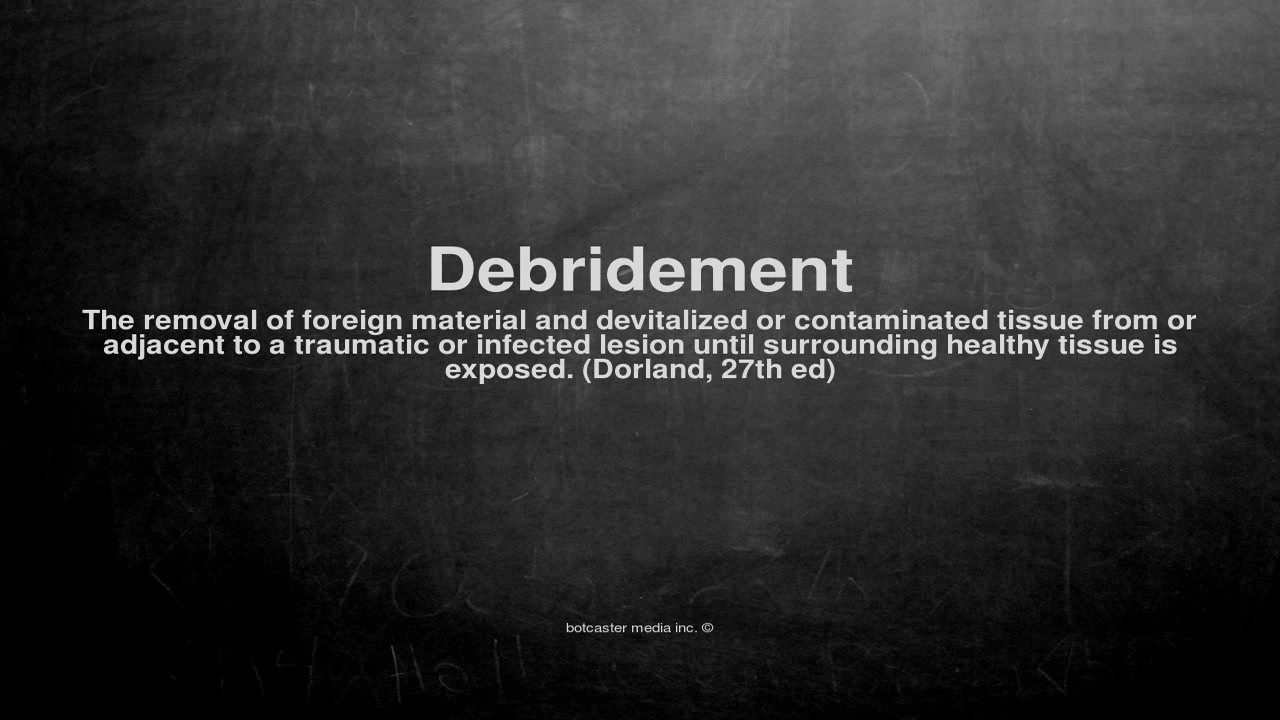 Debridement
The removal of foreign material and devitalized or contaminated tissue from or
adjacent to a traumatic or infected lesion until surrounding healthy tissue is
exposed. (Dorland, 27th ed)
botcaster media inc. ©